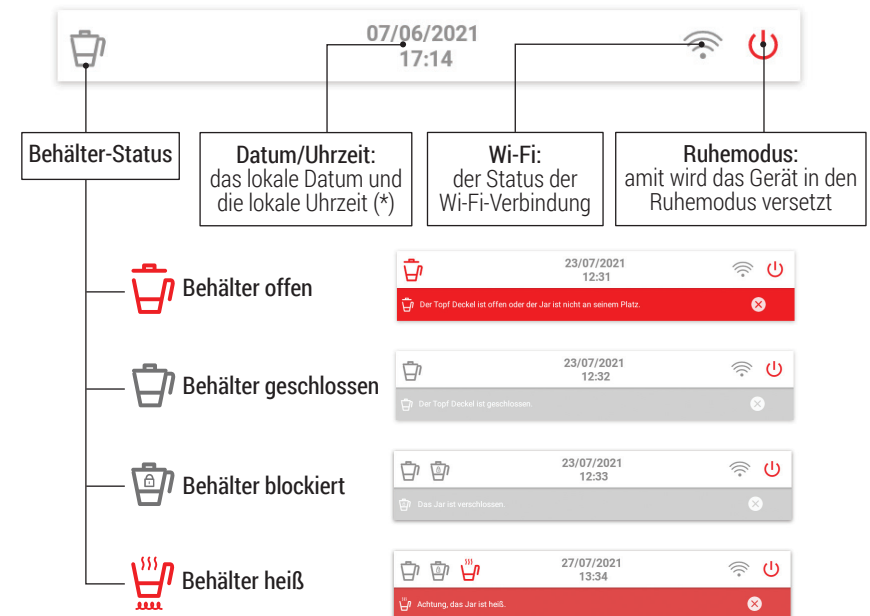 07/06/2021
17:14
Behälter-Status
Datum/Uhrzeit:
das lokale Datum und
die lokale Uhrzeit (*)
Wi-Fi:
der Status der
Wi-Fi-Verbindung
Ruhemodus:
amit wird das Gerät in den
Ruhemodus versetzt
Behälter offen
23/07/2021
12:31
Der Topf Deckel ist offen oder der Jar ist nicht an seinem Platz.
Behälter geschlossen
23/07/2021
12:32
Der Topf Deckel ist geschlossen.
Behälter blockiert
23/07/2021
12:33
Das Jar ist verschlossen.
Behälter heiß
27/07/2021
13:34
Achtung, das Jar ist heiß.